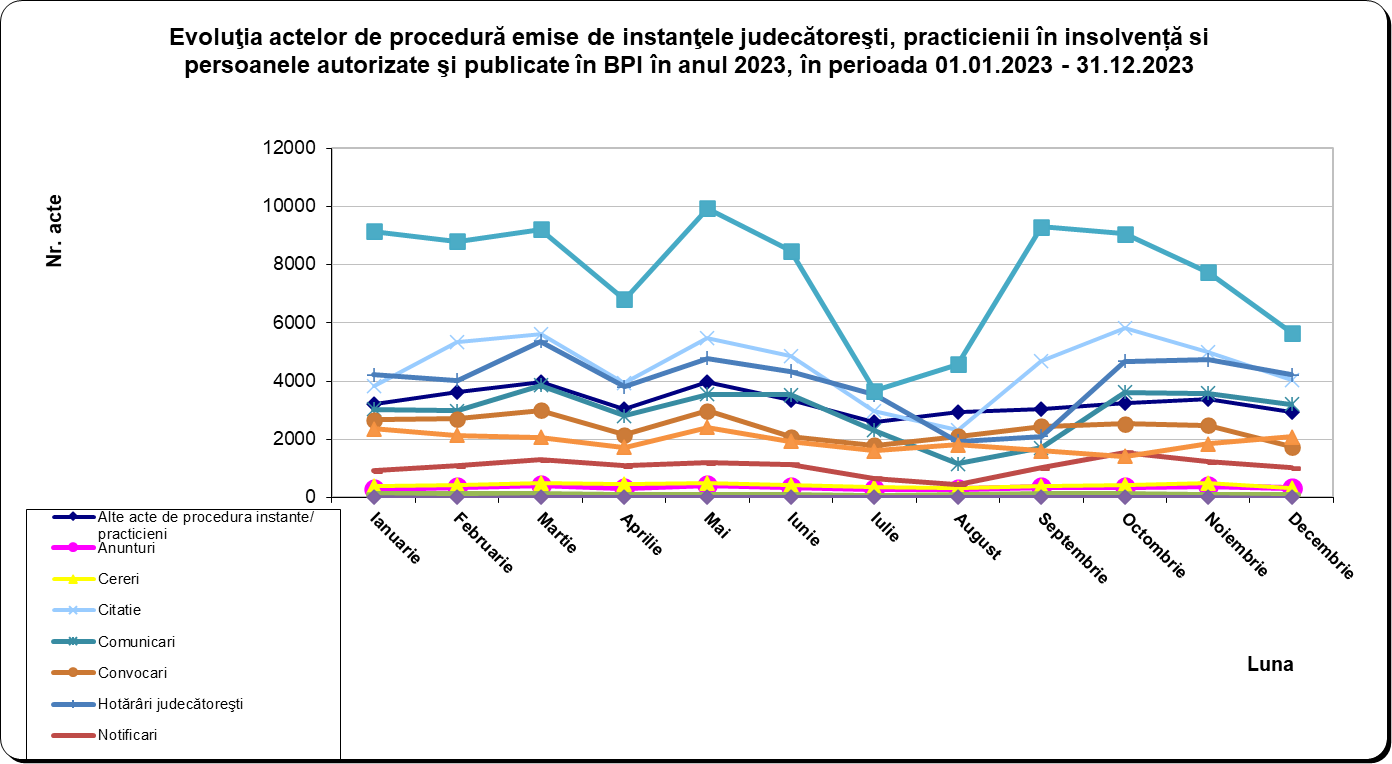 Evoluţia actelor de procedură emise de instanţele judecătoreşti, practicienii în insolvență si
persoanele autorizate şi publicate în BPI în anul 2023, în perioada 01.01.2023 - 31.12.2023
Nr. acte
12000
10000
8000
6000
4000
2000
0
Ianuarie
Februarie
Martie
Aprilie
Mai
Iunie
Iulie
August
Septembrie
Octombrie
Noiembrie
Decembrie
Luna
Alte acte de procedura instante/
practicieni
Anunturi
Cereri
Citatie
Comunicari
Convocari
Hotărâri judecătoreşti
Notificari